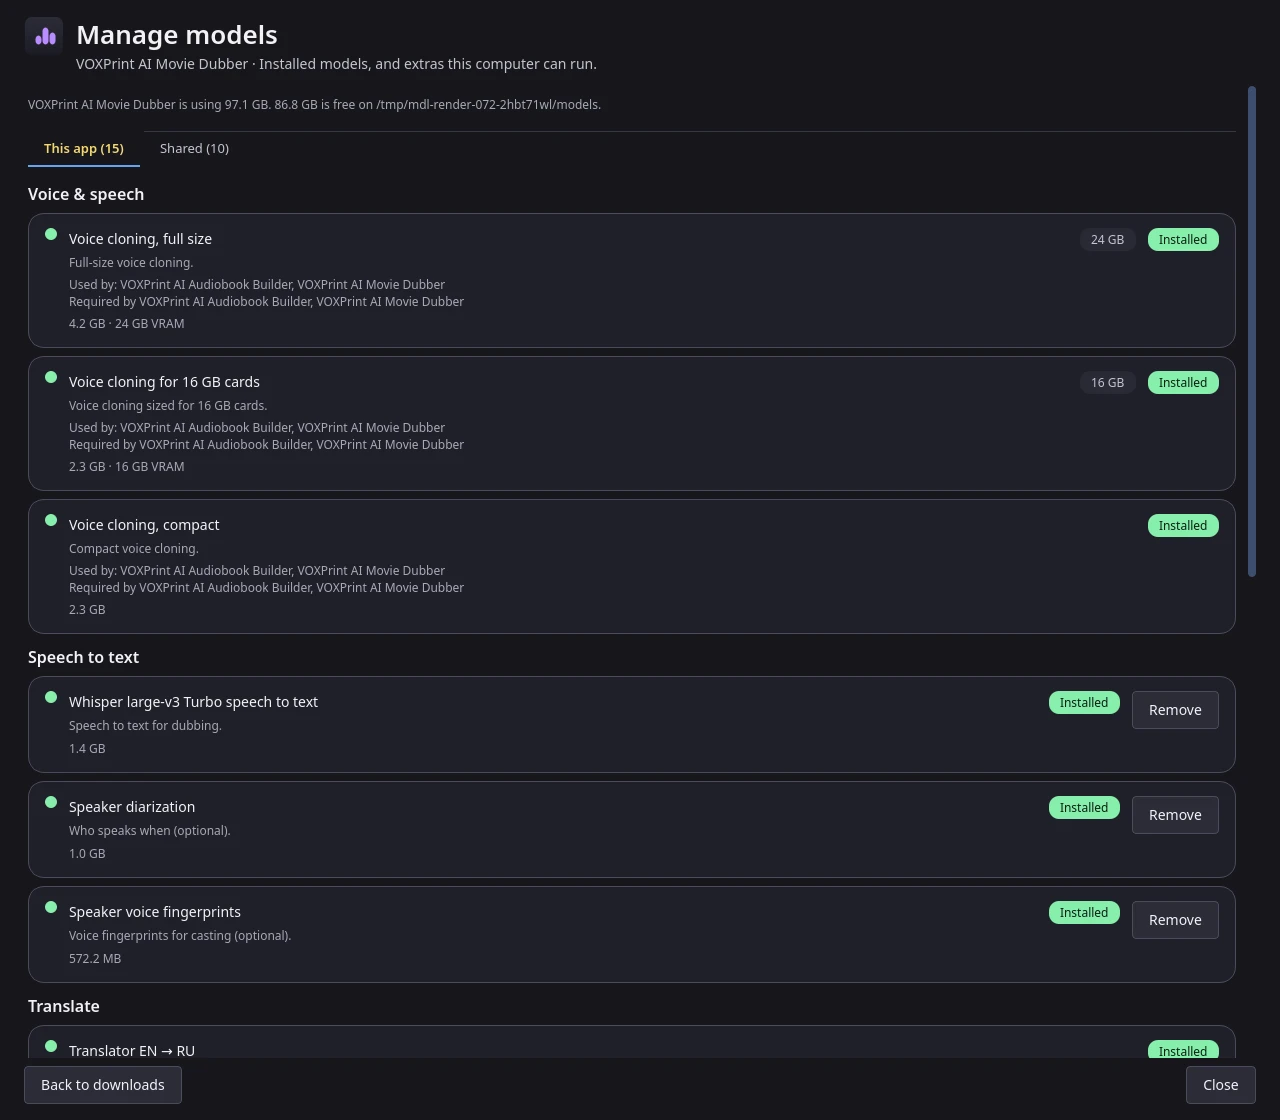 Manage models
VOXPrint AI Movie Dubber · Installed models, and extras this computer can run.
VOXPrint AI Movie Dubber is using 97.1 GB. 86.8 GB is free on /tmp/mdl-render-072-2hbt71wl/models.
This app (15)
Shared (10)
Voice & speech
Voice cloning, full size
24 GB
Installed
Full-size voice cloning.
Used by: VOXPrint AI Audiobook Builder, VOXPrint AI Movie Dubber
Required by VOXPrint AI Audiobook Builder, VOXPrint AI Movie Dubber
4.2 GB · 24 GB VRAM
Voice cloning for 16 GB cards
16 GB
Installed
Voice cloning sized for 16 GB cards.
Used by: VOXPrint AI Audiobook Builder, VOXPrint AI Movie Dubber
Required by VOXPrint AI Audiobook Builder, VOXPrint AI Movie Dubber
2.3 GB · 16 GB VRAM
Voice cloning, compact
Installed
Compact voice cloning.
Used by: VOXPrint AI Audiobook Builder, VOXPrint AI Movie Dubber
Required by VOXPrint AI Audiobook Builder, VOXPrint AI Movie Dubber
2.3 GB
Speech to text
Whisper large-v3 Turbo speech to text
Installed
Remove
Speech to text for dubbing.
1.4 GB
Speaker diarization
Installed
Remove
Who speaks when (optional).
1.0 GB
Speaker voice fingerprints
Installed
Remove
Voice fingerprints for casting (optional).
572.2 MB
Translate
Translator EN → RU
Installed
Back to downloads
Close